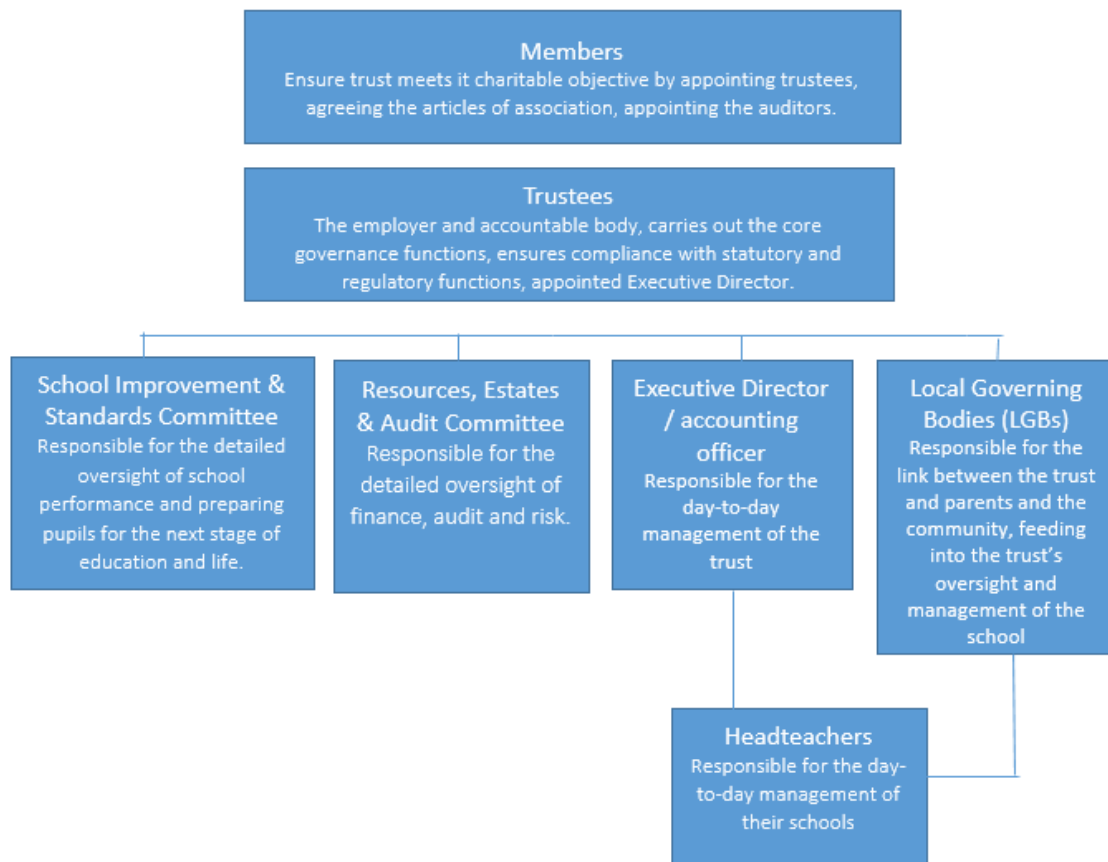 Members
Ensure trust meets it charitable objective by appointing trustees,
agreeing the articles of association, appointing the auditors.
Trustees
The employer and accountable body, carries out the core
governance functions, ensures compliance with statutory and
regulatory functions, appointed Executive Director.
School Improvement &
Standards Committee
Responsible for the detailed
oversight of school
performance and preparing
pupils for the next stage of
education and life.
Resources, Estates
& Audit Committee
Responsible for the
detailed oversight of
finance, audit and risk.
Executive Director
/ accounting
officer
Responsible for the
day-to-day
management of the
trust
Local Governing
Bodies (LGBs)
Responsible for the
link between the trust
and parents and the
community, feeding
into the trust's
oversight and
management of the
school
Headteachers
Responsible for the day-
to-day management of
their schools